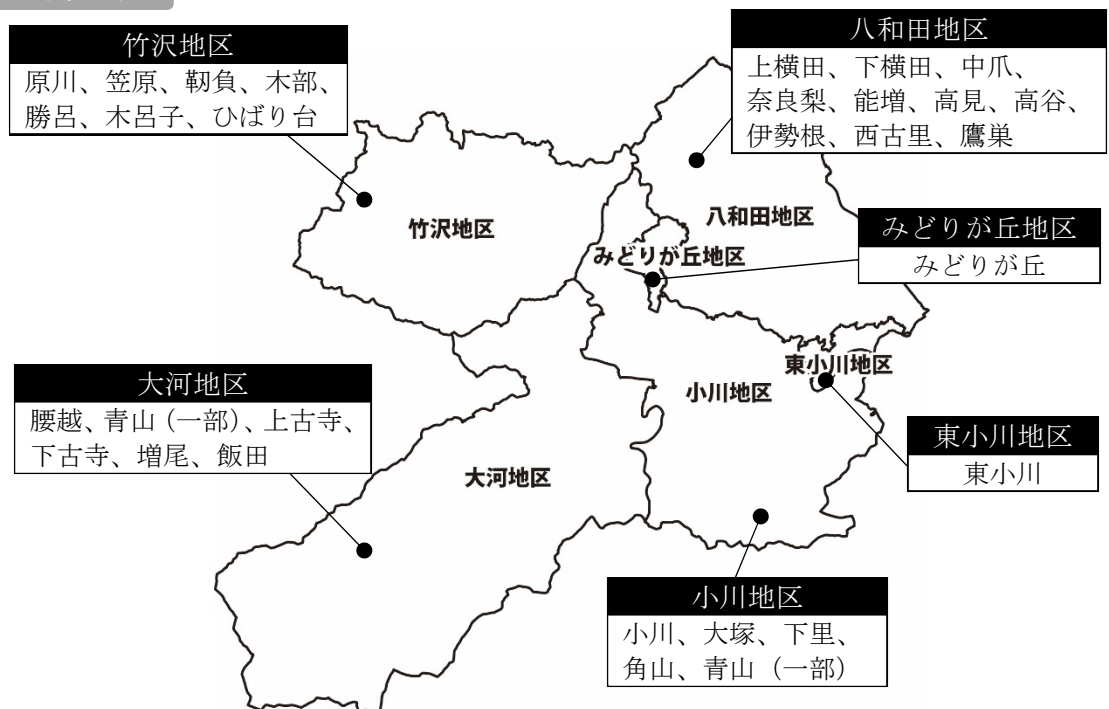 竹沢地区
原川、笠原、靭負、木部、
勝呂、木呂子、ひばり台
八和田地区
上横田、下横田、中爪、
奈良梨、能増、高見、高谷、
伊勢根、西古里、鷹巣
竹沢地区
八和田地区
みどりが丘地区
みどりが丘
みどりが丘地区
大河地区
腰越、青山（一部）、上古寺、
下古寺、増尾、飯田
東小川地区
小川地区
東小川地区
東小川
大河地区
小川地区
小川、大塚、下里、
角山、青山（一部）